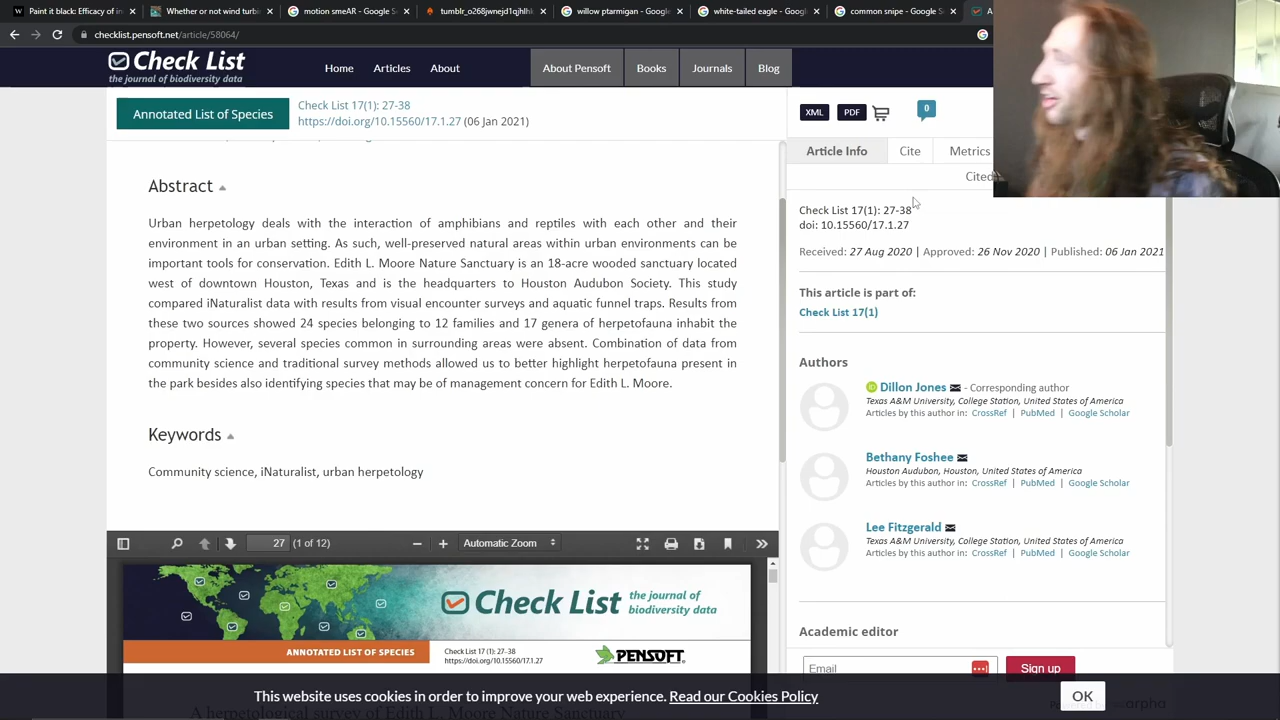 Paint it black: Efficacy of in
Whether or not wind turbi
motion smeAR - Google S
tumblr_o268jwnejd1qjhlhk
willow ptarmigan - Google
white-tailed eagle - Googl
common snipe - Google S
A
checklist.pensoft.net/article/58064/
Check List
the journal of biodiversity data
Home
Articles
About
About Pensoft
Books
Journals
Blog
Annotated List of Species
Check List 17(1): 27-38
https://doi.org/10.15560/17.1.27 (06 Jan 2021)
XML
PDF
0
Abstract
Urban herpetology deals with the interaction of amphibians and reptiles with each other and their
environment in an urban setting. As such, well-preserved natural areas within urban environments can be
important tools for conservation. Edith L. Moore Nature Sanctuary is an 18-acre wooded sanctuary located
west of downtown Houston, Texas and is the headquarters to Houston Audubon Society. This study
compared iNaturalist data with results from visual encounter surveys and aquatic funnel traps. Results from
these two sources showed 24 species belonging to 12 families and 17 genera of herpetofauna inhabit the
property. However, several species common in surrounding areas were absent. Combination of data from
community science and traditional survey methods allowed us to better highlight herpetofauna present in
the park besides also identifying species that may be of management concern for Edith L. Moore.
Keywords
Community science, iNaturalist, urban herpetology
27 (1 of 12)
Automatic Zoom
Check List
the journal of
biodiversity data
ANNOTATED LIST OF SPECIES
Check List 17 (1): 27–38
https://doi.org/10.15560/17.1.27
PENSOFT
A herpetological survey of Edith L. Moore Nature Sanctuary
Article Info
Cite
Metrics
Cited
Check List 17(1): 27-38
doi: 10.15560/17.1.27
Received: 27 Aug 2020 | Approved: 26 Nov 2020 | Published: 06 Jan 2021
This article is part of:
Check List 17(1)
Authors
Dillon Jones - Corresponding author
Texas A&M University, College Station, United States of America
Articles by this author in: CrossRef | PubMed | Google Scholar
Bethany Foshee
Houston Audubon, Houston, United States of America
Articles by this author in: CrossRef | PubMed | Google Scholar
Lee Fitzgerald
Texas A&M University, College Station, United States of America
Articles by this author in: CrossRef | PubMed | Google Scholar
Academic editor
Email
Sign up
This website uses cookies in order to improve your web experience. Read our Cookies Policy
OK